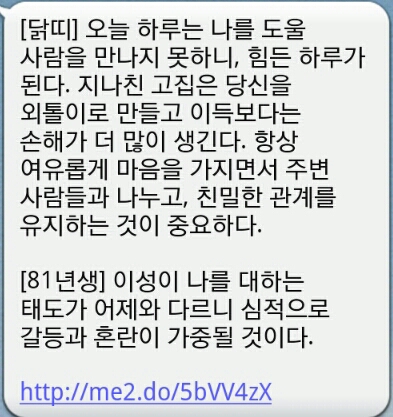 [닭띠] 오늘 하루는 나를 도울
사람을 만나지 못하니, 힘든 하루가
된다. 지나친 고집은 당신을
외톨이로 만들고 이득보다는
손해가 더 많이 생긴다. 항상
여유롭게 마음을 가지면서 주변
사람들과 나누고, 친밀한 관계를
유지하는 것이 중요하다.
[81년생] 이성이 나를 대하는
태도가 어제와 다르니 심적으로
갈등과 혼란이 가중될 것이다.
http://me2.do/5bVV4zX